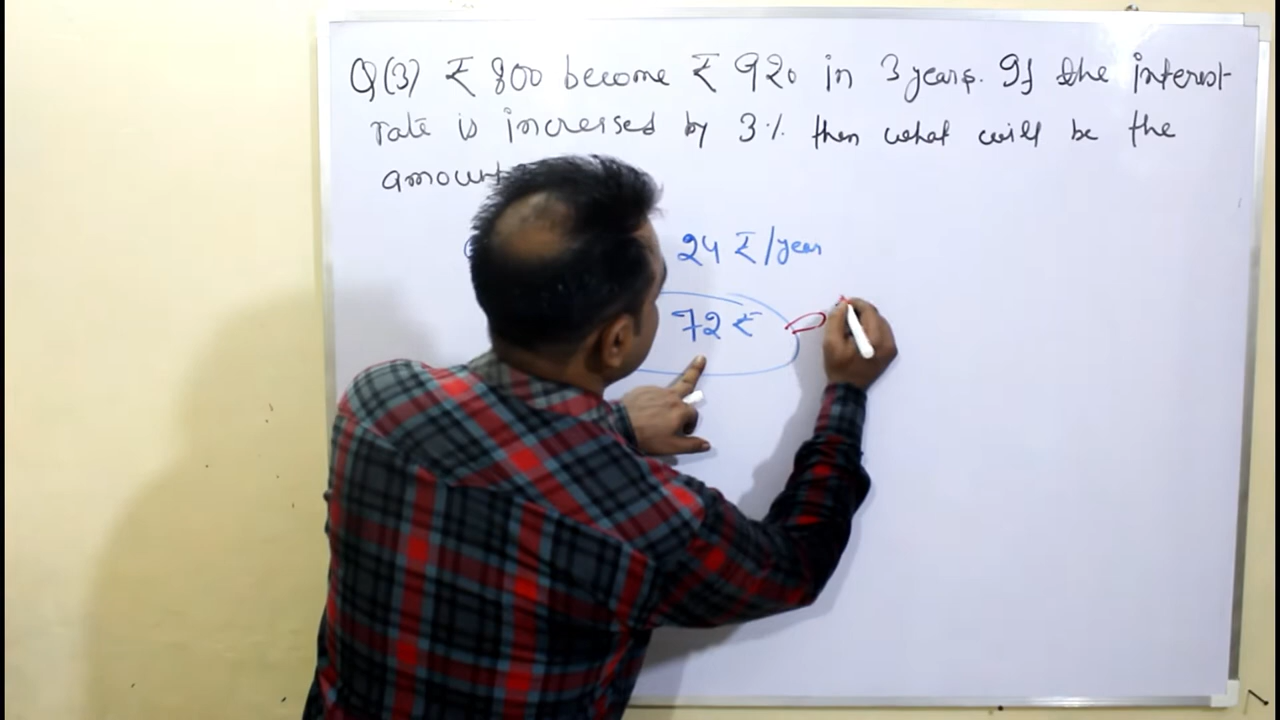 Q(3) ₹ 800 become ₹ 920 in 3 years. If the interest
rate is increased by 3% then what will be the
amount
24 ₹/year
72 ₹